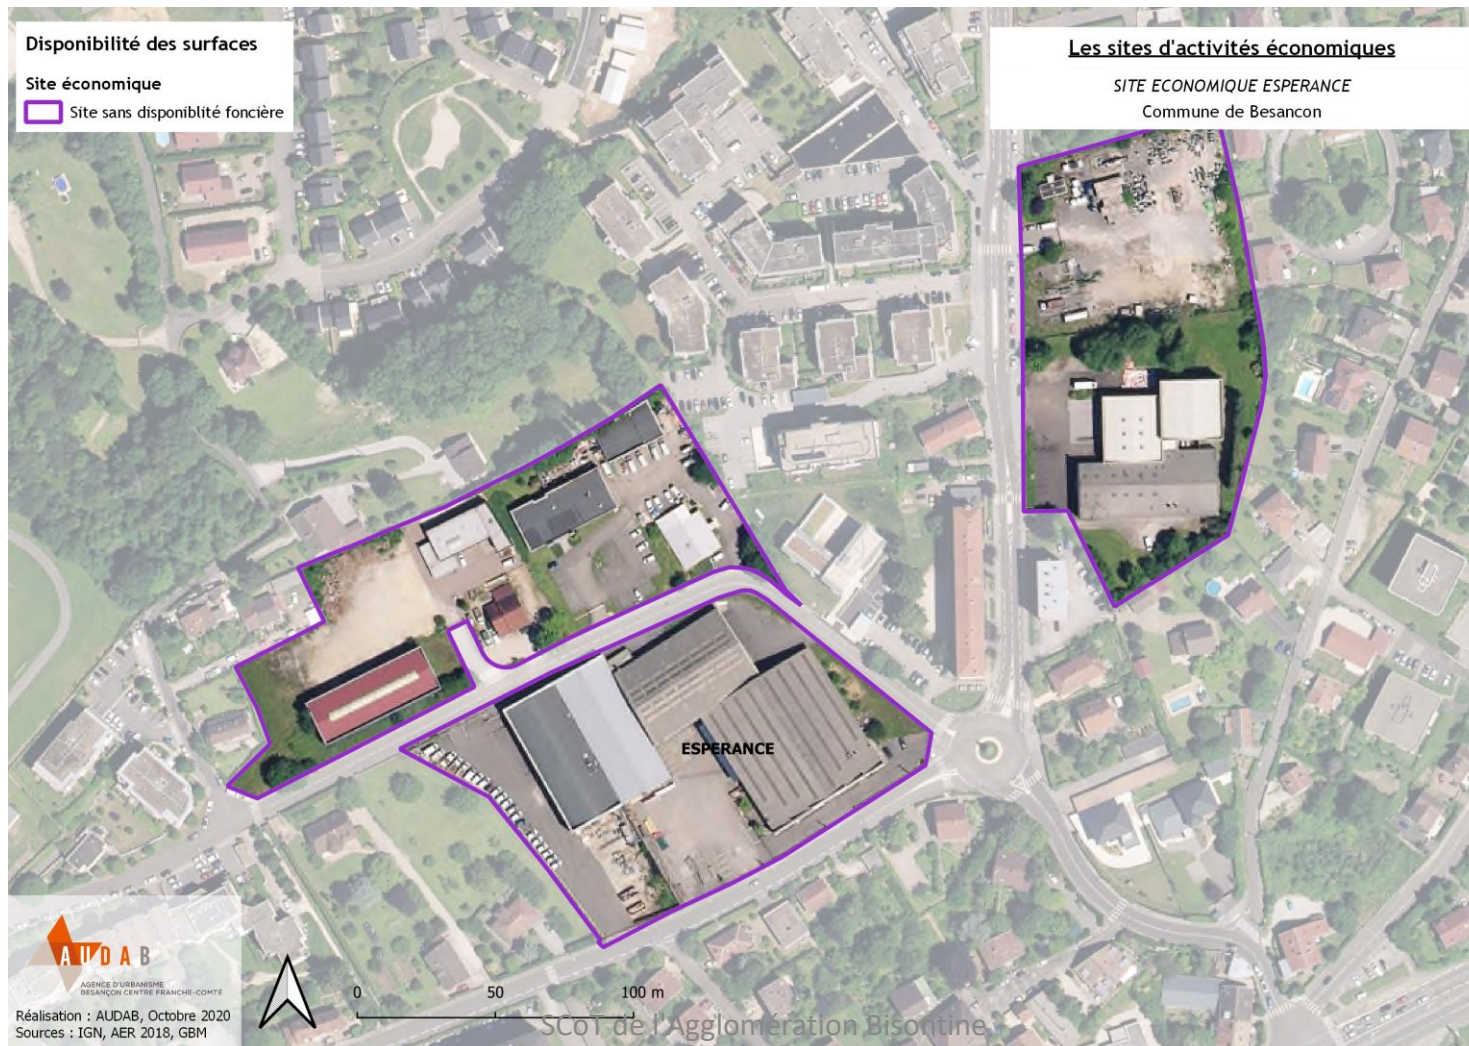 Disponibilité des surfaces
Site économique
Site sans disponiblité foncière
Les sites d'activités économiques
SITE ECONOMIQUE ESPERANCE
Commune de Besancon
ESPERANCE
AUDAB
AGENCE D'URBANISME
BESANÇON CENTRE FRANCHE-COMTÉ
Réalisation : AUDAB, Octobre 2020
Sources : IGN, AER 2018, GBM
0 50 100 m
SCoT de l'Agglomération Bisontine